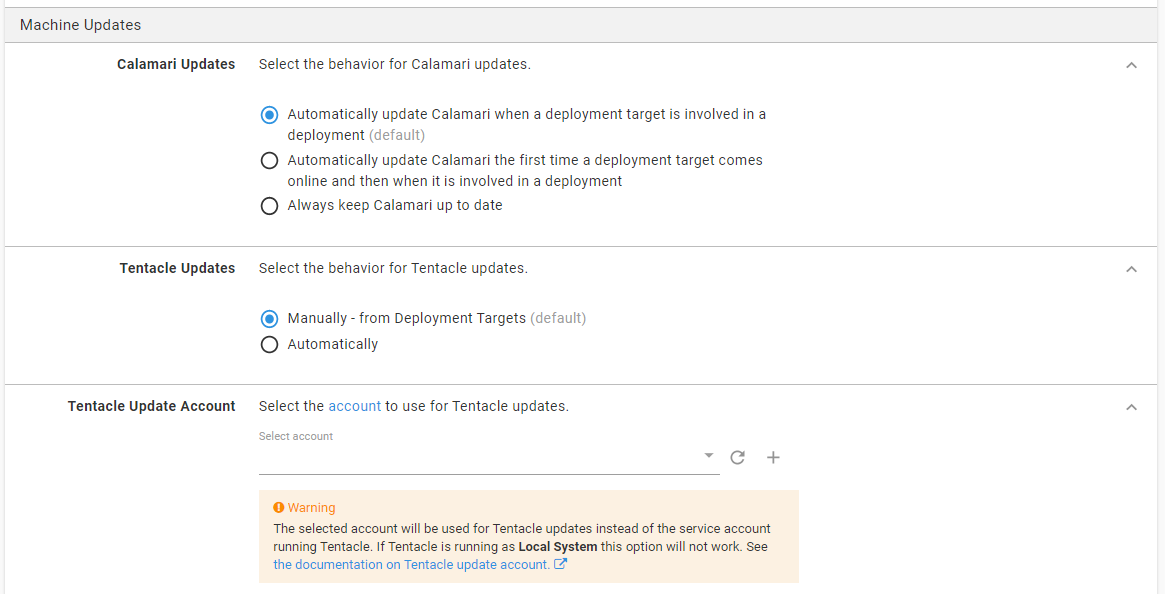 Machine Updates
Calamari Updates Select the behavior for Calamari updates.
Automatically update Calamari when a deployment target is involved in a
deployment (default)
Automatically update Calamari the first time a deployment target comes
online and then when it is involved in a deployment
Always keep Calamari up to date
Tentacle Updates Select the behavior for Tentacle updates.
Manually - from Deployment Targets (default)
Automatically
Tentacle Update Account Select the account to use for Tentacle updates.
Select account
Warning
The selected account will be used for Tentacle updates instead of the service account
running Tentacle. If Tentacle is running as Local System this option will not work. See
the documentation on Tentacle update account.